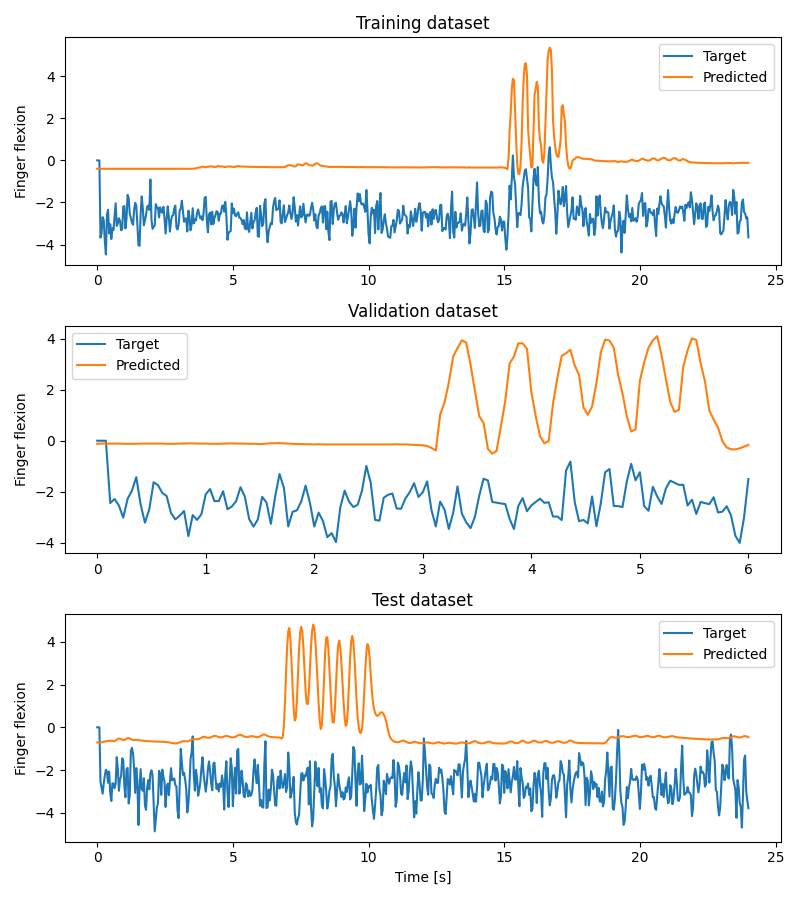 Training dataset
Finger flexion
4
2
0
−2
−4
Target
Predicted
0 5 10 15 20 25
Validation dataset
Finger flexion
4
2
0
−2
−4
Target
Predicted
0 1 2 3 4 5 6
Test dataset
Finger flexion
4
2
0
−2
−4
Target
Predicted
0 5 10 15 20 25
Time [s]